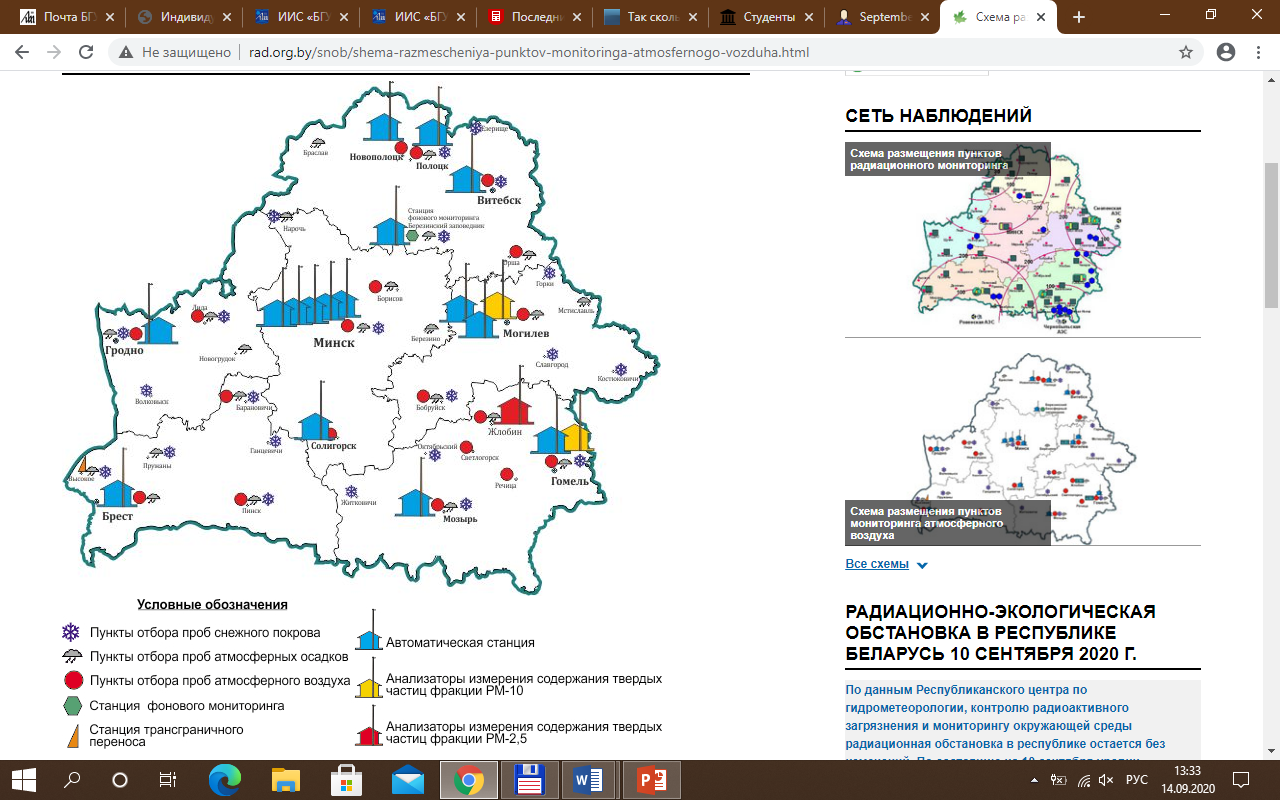 Почта БГ
Индивид
ИИС «БГУ
ИИС «БГУ
Последни
Так сколь
Студенты
Septembe
Схема ра
Не защищено
rad.org.by/snob/shema-razmescheniya-punktov-monitoringa-atmosfernogo-vozduha.html
Браслав
Новополоцк
Полоцк
Езерище
Витебск
Станция
фонового мониторинга
Березинский заповедник
Нарочь
Орша
Горки
Борисов
Мстиславль
Лида
Гродно
Минск
Березино
Могилев
Новогрудок
Славгород
Костюковичи
Волковыск
Барановичи
Бобруйск
Жлобин
Солигорск
Ганцевичи
Октябрьский
Светлогорск
Пружаны
Высокое
Речица
Гомель
Брест
Пинск
Житковичи
Мозырь
Условные обозначения
Пункты отбора проб снежного покрова
Пункты отбора проб атмосферных осадков
Пункты отбора проб атмосферного воздуха
Станция фонового мониторинга
Станция трансграничного
переноса
Автоматическая станция
Анализаторы измерения содержания твердых
частиц фракции РМ-10
Анализаторы измерения содержания твердых
частиц фракции РМ-2,5
СЕТЬ НАБЛЮДЕНИЙ
Схема размещения пунктов
радиационного мониторинга
Схема размещения пунктов
мониторинга атмосферного
воздуха
Все схемы
РАДИАЦИОННО-ЭКОЛОГИЧЕСКАЯ
ОБСТАНОВКА В РЕСПУБЛИКЕ
БЕЛАРУСЬ 10 СЕНТЯБРЯ 2020 Г.
По данным Республиканского центра по
гидрометеорологии, контролю радиоактивного
загрязнения и мониторингу окружающей среды
радиационная обстановка в республике остается без
РУС
13:33
14.09.2020